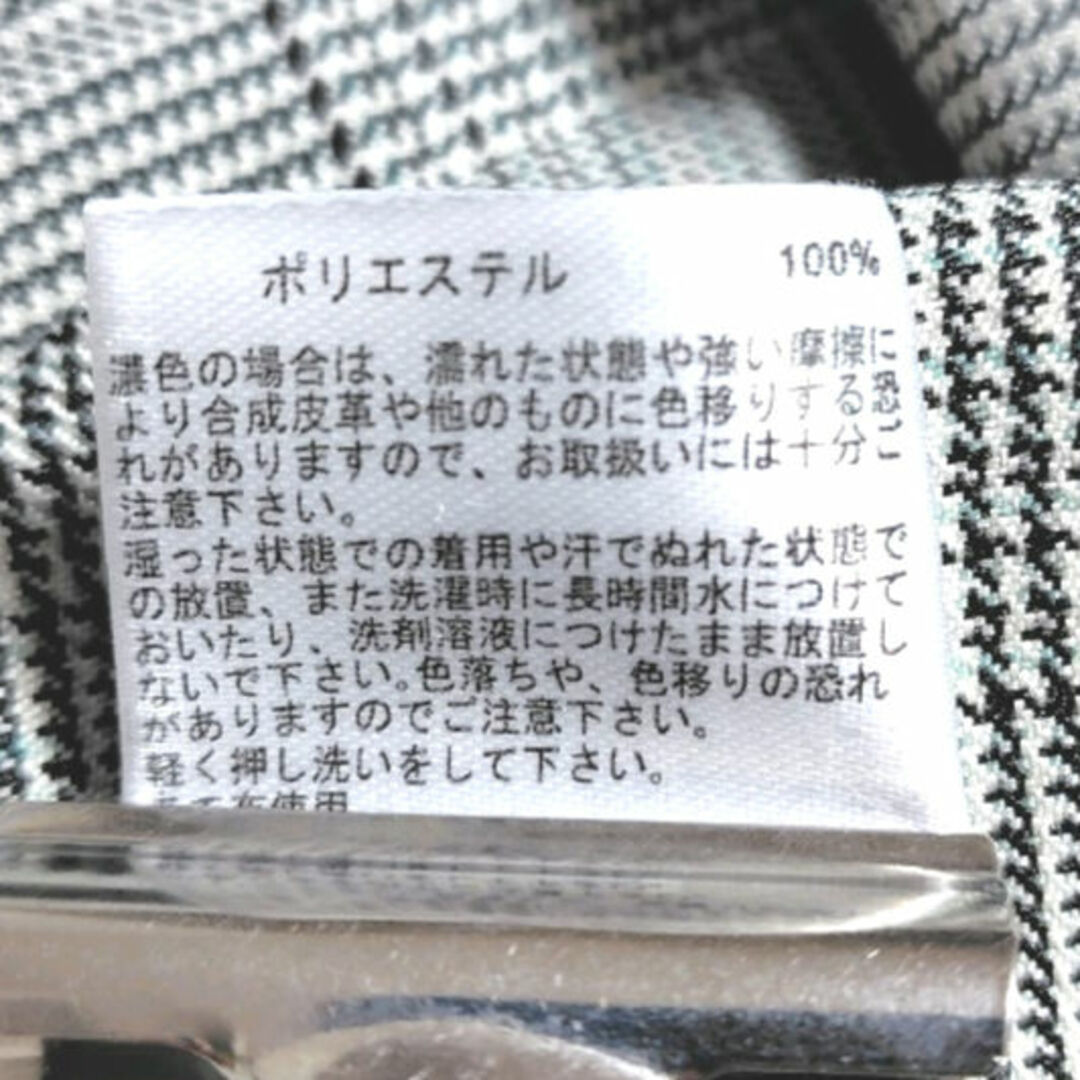 ポリエステル 100%
濃色の場合は、濡れた状態や強い摩擦に
より合成皮革や他のものに色移りする恐
れがありますので、お取扱いには十分ご
注意下さい。
湿った状態での着用や汗でぬれた状態で
の放置、また洗濯時に長時間水につけて
おいたり、洗剤溶液につけたまま放置し
ないで下さい。色落ちや、色移りの恐れ
がありますのでご注意下さい。
軽く押し洗いをして下さい。
あて布使用